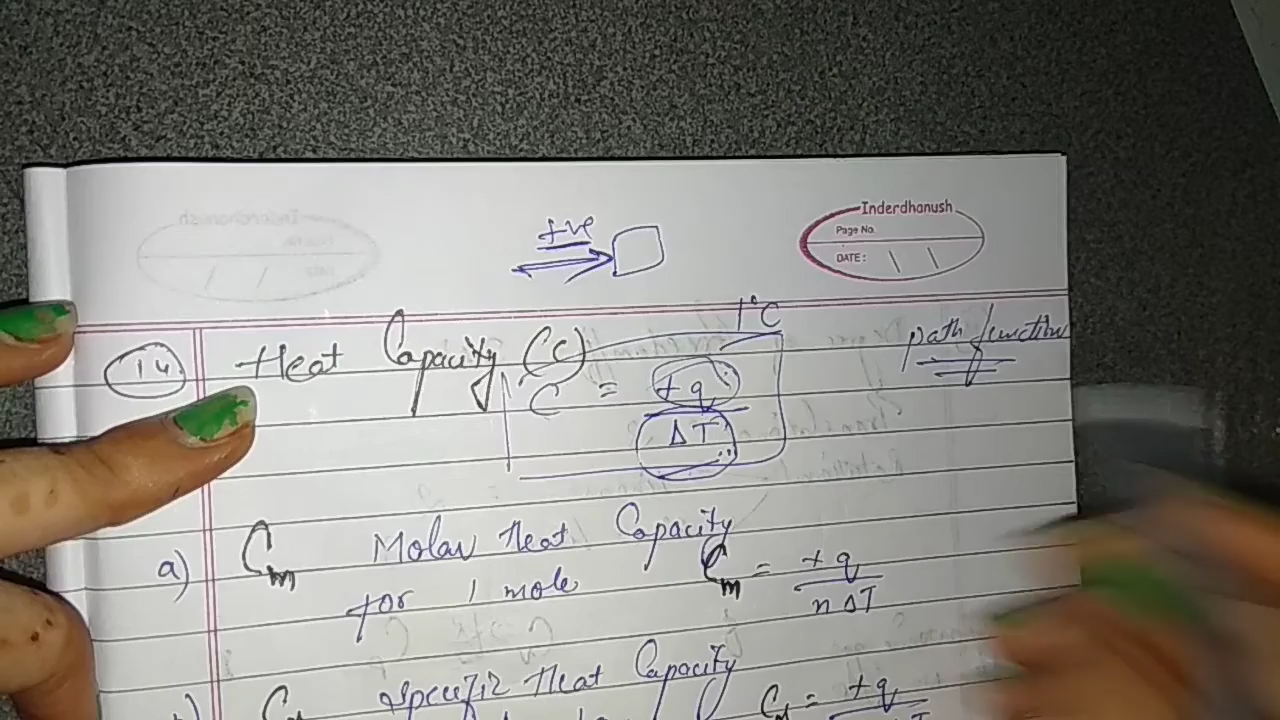 Inderdhanush
Page No.
DATE:
+ve
1°C
14. Heat Capacity (C)
path function
C = +q / ΔT
a) Cm Molar Heat Capacity
for 1 mole
Cm = +q / nΔT
Specific Heat Capacity
= +q